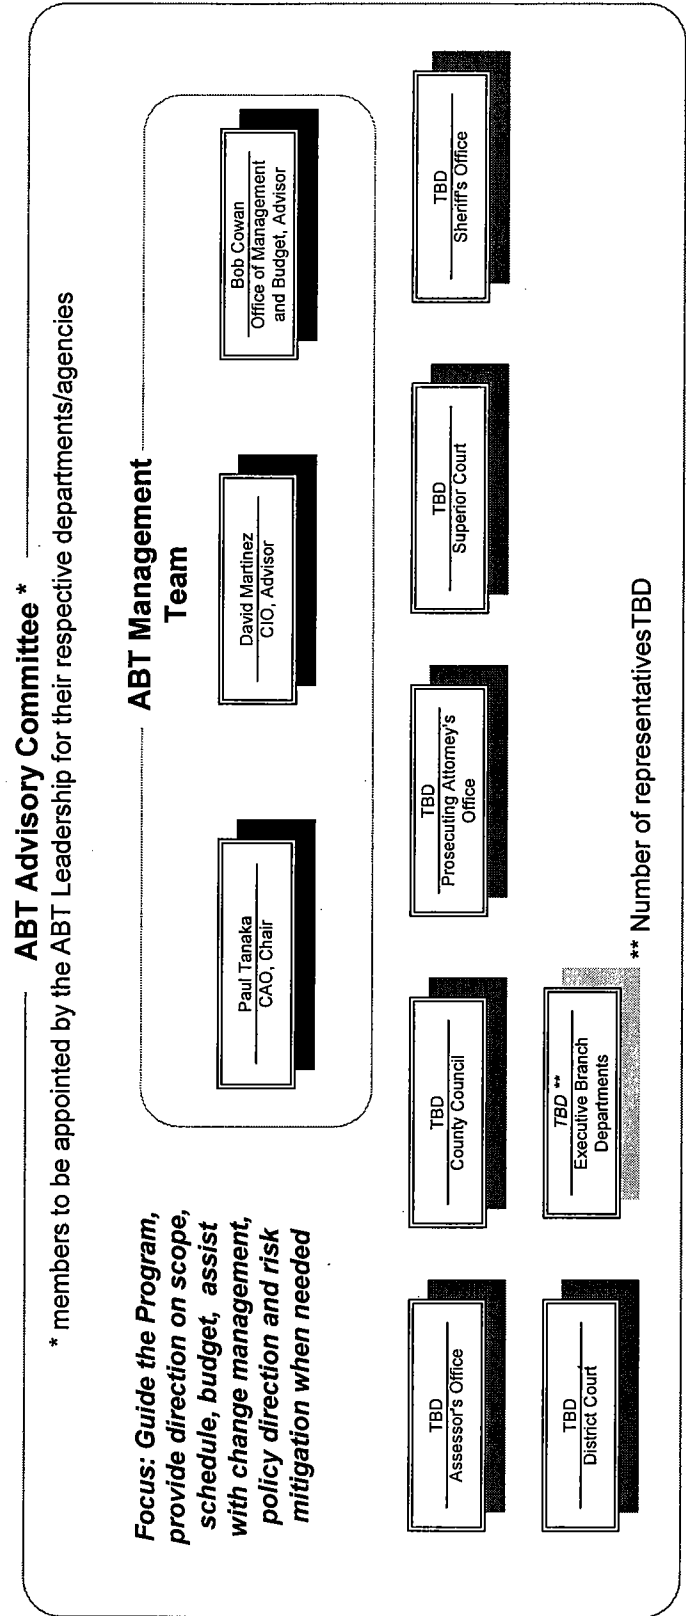 ABT Advisory Committee *
* members to be appointed by the ABT Leadership for their respective departments/agencies
Focus: Guide the Program,
provide direction on scope,
schedule, budget, assist
with change management,
policy direction and risk
mitigation when needed
ABT Management
Team
Paul Tanaka
CAO, Chair
David Martinez
CIO, Advisor
Bob Cowan
Office of Management
and Budget, Advisor
TBD
Assessor's Office
TBD
County Council
TBD
Prosecuting Attorney's
Office
TBD
Superior Court
TBD
Sheriff's Office
TBD
District Court
TBD **
Executive Branch
Departments
** Number of representativesTBD